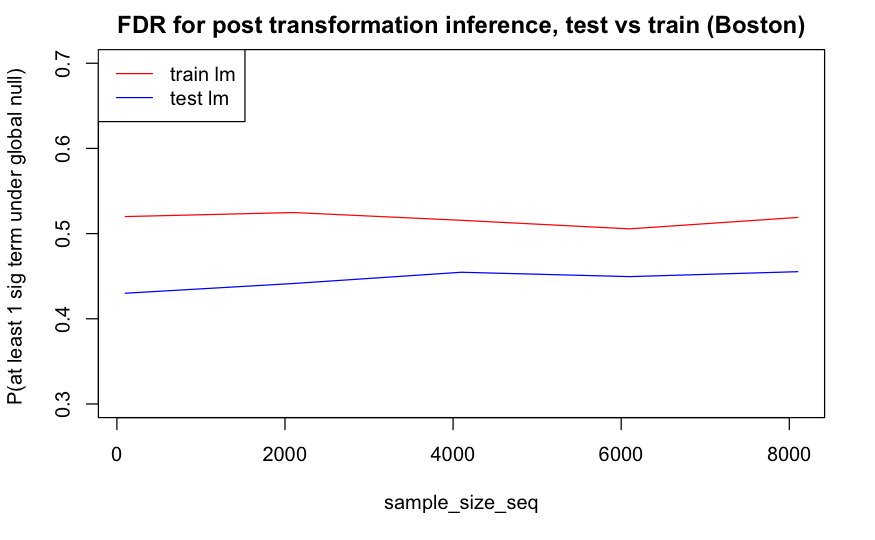 FDR for post transformation inference, test vs train (Boston)
P(at least 1 sig term under global null)
0.7
0.6
0.5
0.4
0.3
train lm
test lm
0 2000 4000 6000 8000
sample_size_seq